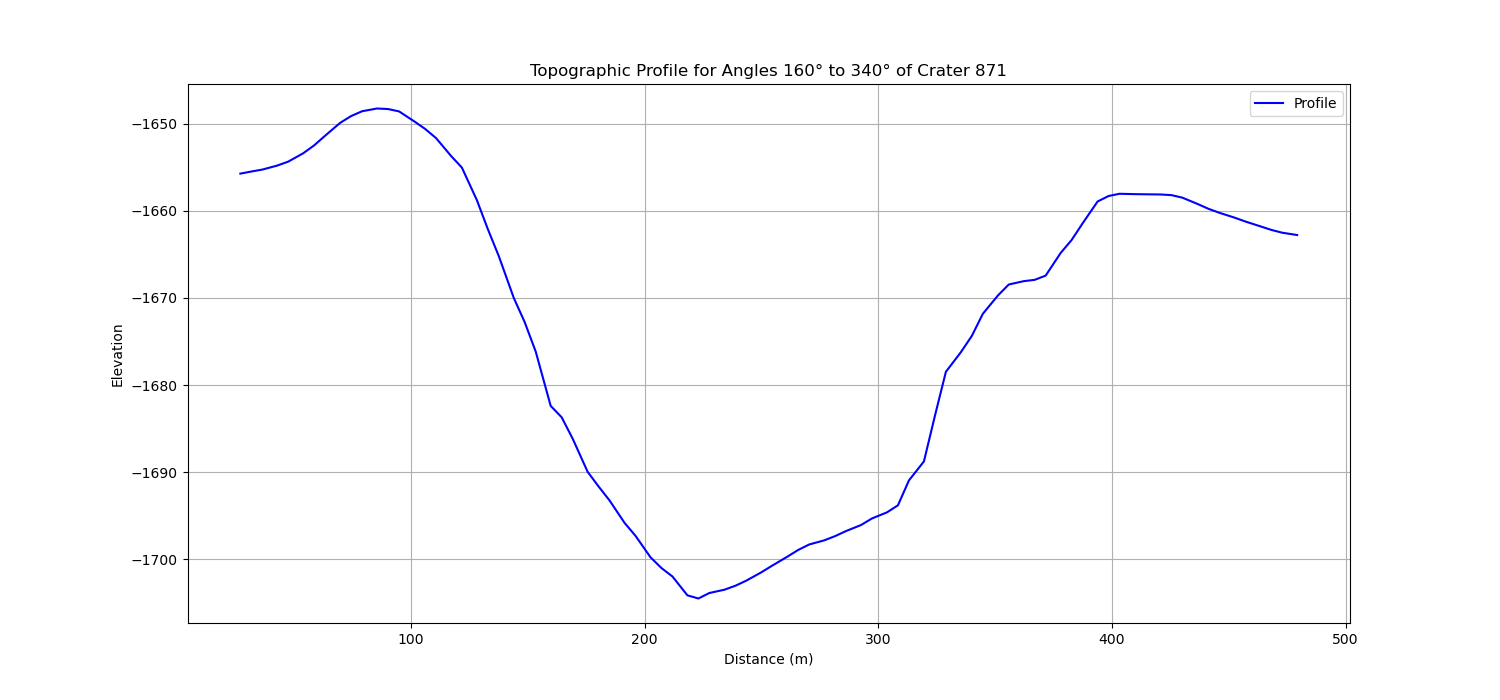 Topographic Profile for Angles 160° to 340° of Crater 871
Profile
−1650
−1660
−1670
−1680
−1690
−1700
Elevation
100
200
300
400
500
Distance (m)